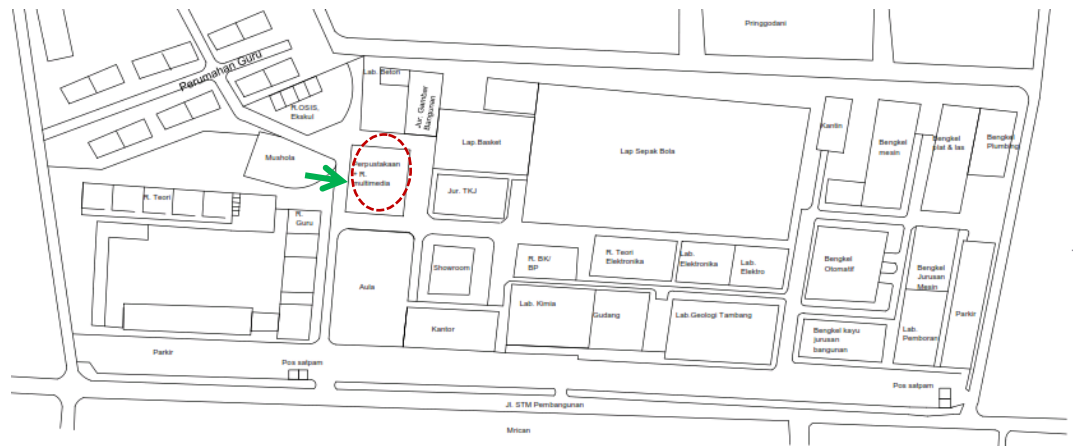 Pringgodani
Perumahan Guru
Lab. Beton
Jur. Gambar
Bangunan
R.OSIS,
Ekskul
Kantin
Bengkel
mesin
Bengkel
plat & las
Bengkel
Plumbing
Lap.Basket
Lap Sepak Bola
Mushola
Perpustakaan
+ R.
multimedia
Jur. TKJ
R. Teori
R.
Guru
Showroom
R. BK/
BP
R. Teori
Elektronika
Lab.
Elektronika
Lab.
Elektro
Bengkel
Otomatif
Bengkel
Jurusan
Mesin
Aula
Lab. Kimia
Gudang
Lab.Geologi Tambang
Parkir
Kantor
Bengkel kayu
jurusan
bangunan
Lab.
Pemboran
Parkir
Pos satpam
Pos satpam
Jl. STM Pembangunan
Mrican